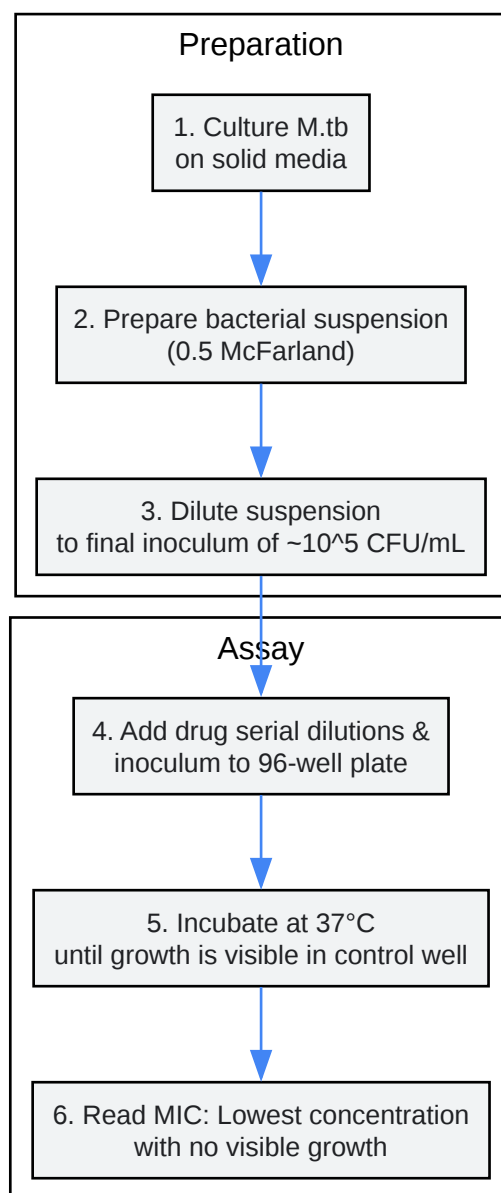 Preparation
1. Culture M.tb
on solid media
2. Prepare bacterial suspension
(0.5 McFarland)
3. Dilute suspension
to final inoculum of ~10^5 CFU/mL
Assay
4. Add drug serial dilutions &
inoculum to 96-well plate
5. Incubate at 37°C
until growth is visible in control well
6. Read MIC: Lowest concentration
with no visible growth